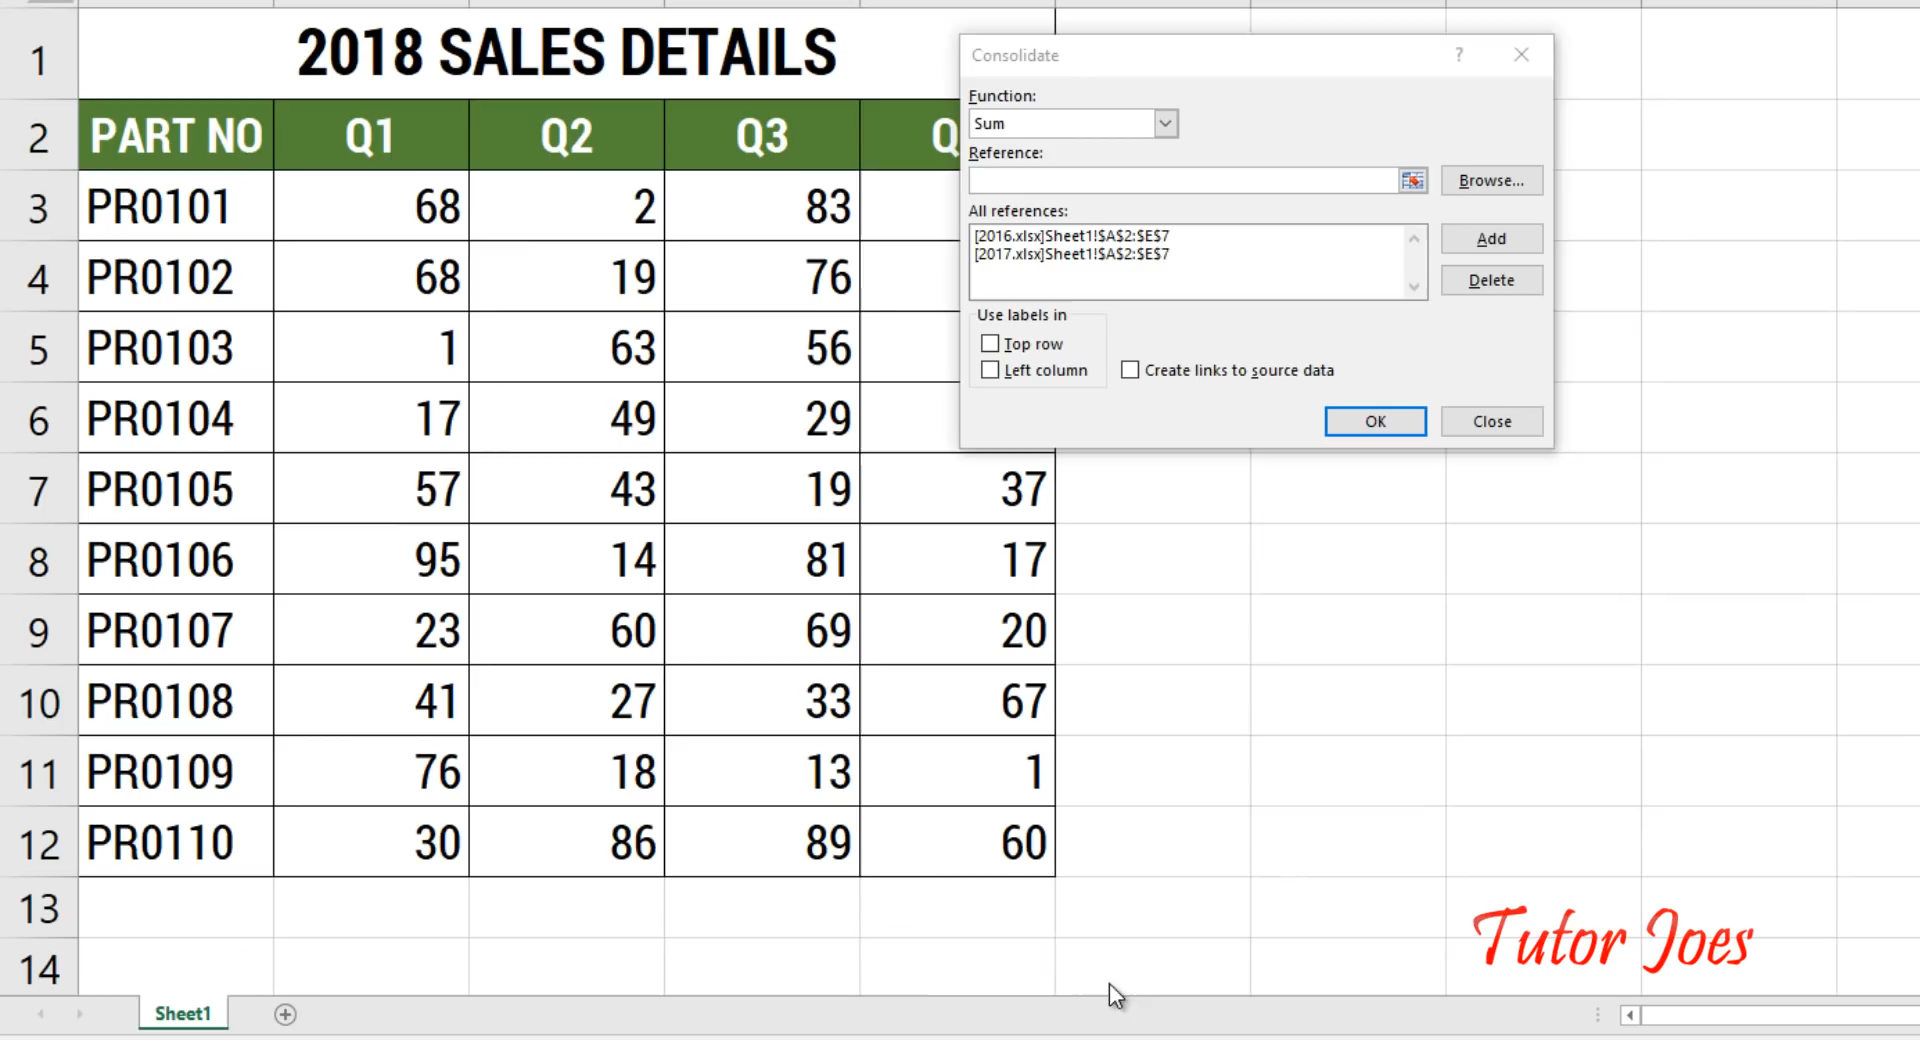 1 2018 SALES DETAILS
2 PART NO Q1 Q2 Q3 Q
3 PR0101 68 2 83
4 PR0102 68 19 76
5 PR0103 1 63 56
6 PR0104 17 49 29
7 PR0105 57 43 19 37
8 PR0106 95 14 81 17
9 PR0107 23 60 69 20
10 PR0108 41 27 33 67
11 PR0109 76 18 13 1
12 PR0110 30 86 89 60
13
14
Consolidate ?
Function:
Sum
Reference:
Browse...
All references:
[2016.xlsx]Sheet1!$A$2:$E$7
[2017.xlsx]Sheet1!$A$2:$E$7
Add
Delete
Use labels in
Top row
Left column Create links to source data
OK Close
Tutor Joes
Sheet1